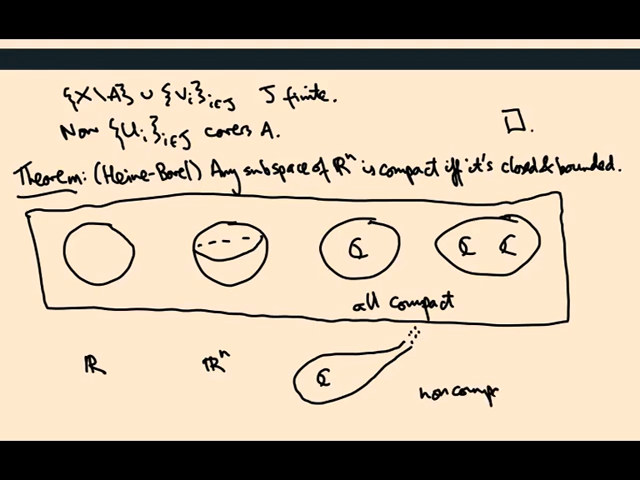 {X\A} ∪ {Vᵢ}ᵢ∈J J finite.
Now {Uᵢ}ᵢ∈J covers A. □.
Theorem: (Heine-Borel) Any subspace of ℝⁿ is compact iff it's closed & bounded.
all compact
ℝ ℝⁿ
noncomp